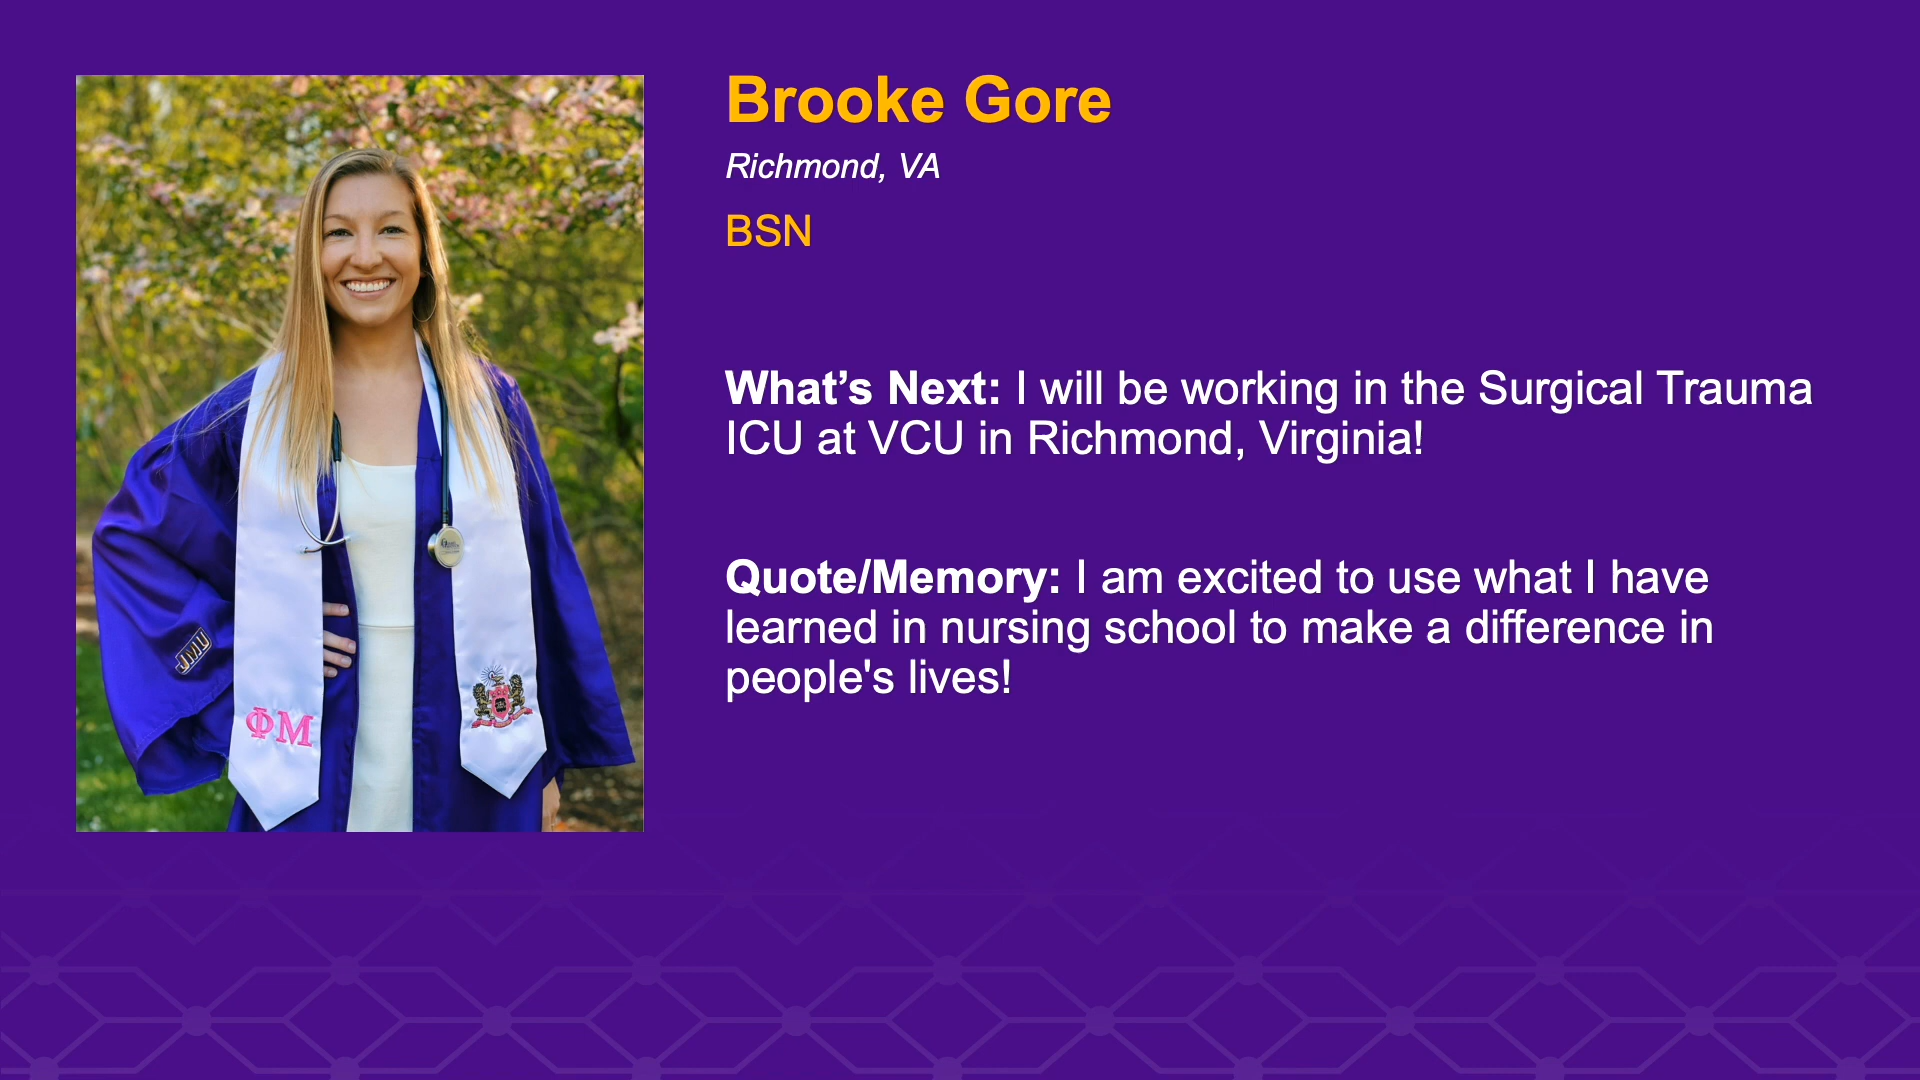 Brooke Gore
Richmond, VA
BSN
What’s Next: I will be working in the Surgical Trauma
ICU at VCU in Richmond, Virginia!
Quote/Memory: I am excited to use what I have
learned in nursing school to make a difference in
people's lives!
JMU
ΦΜ